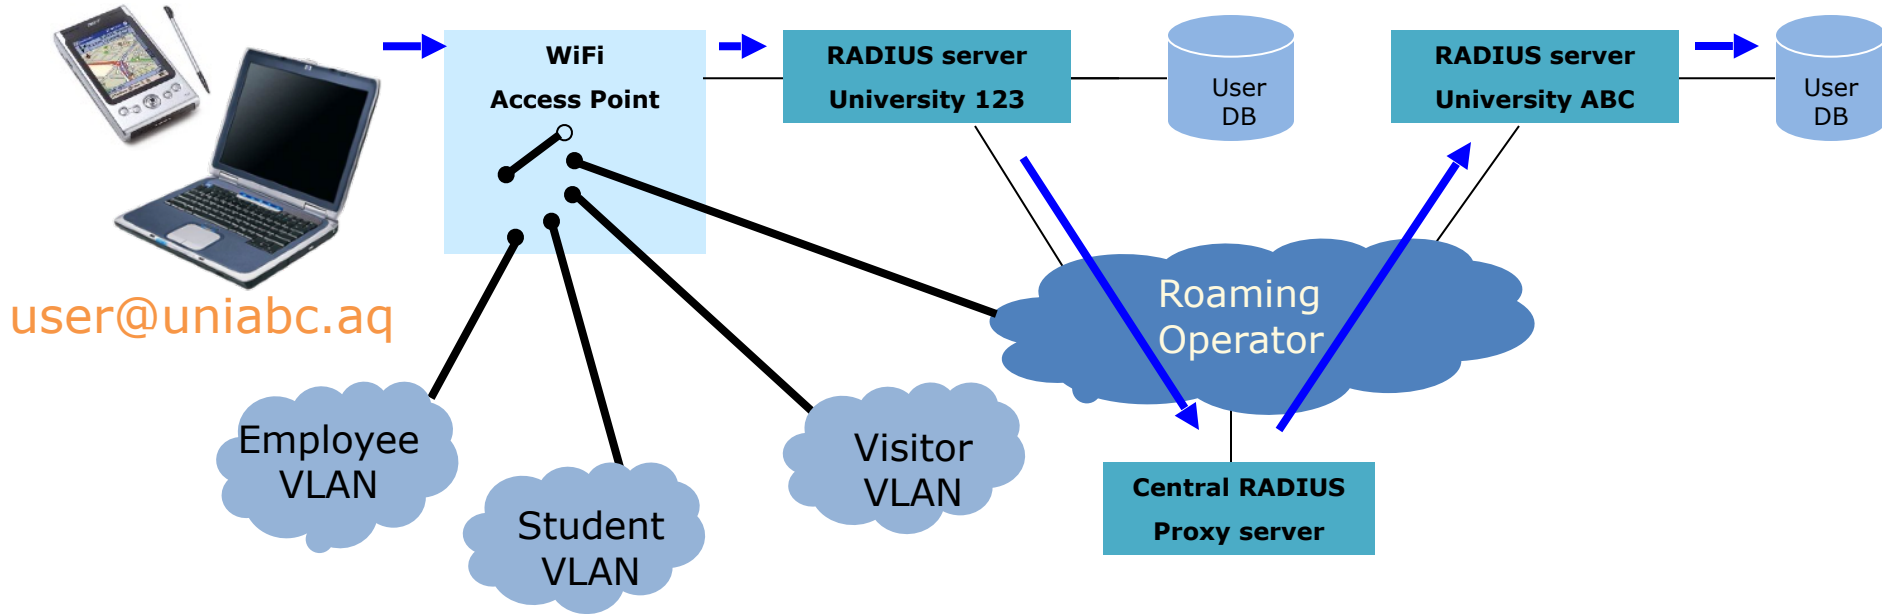 WiFi
Access Point
RADIUS server
University 123
User
DB
RADIUS server
University ABC
User
DB
user@uniabc.aq
Roaming
Operator
Employee
VLAN
Student
VLAN
Visitor
VLAN
Central RADIUS
Proxy server